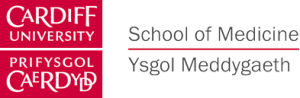 CARDIFF
UNIVERSITY
PRIFYSGOL
CAERDYDD
School of Medicine
Ysgol Meddygaeth